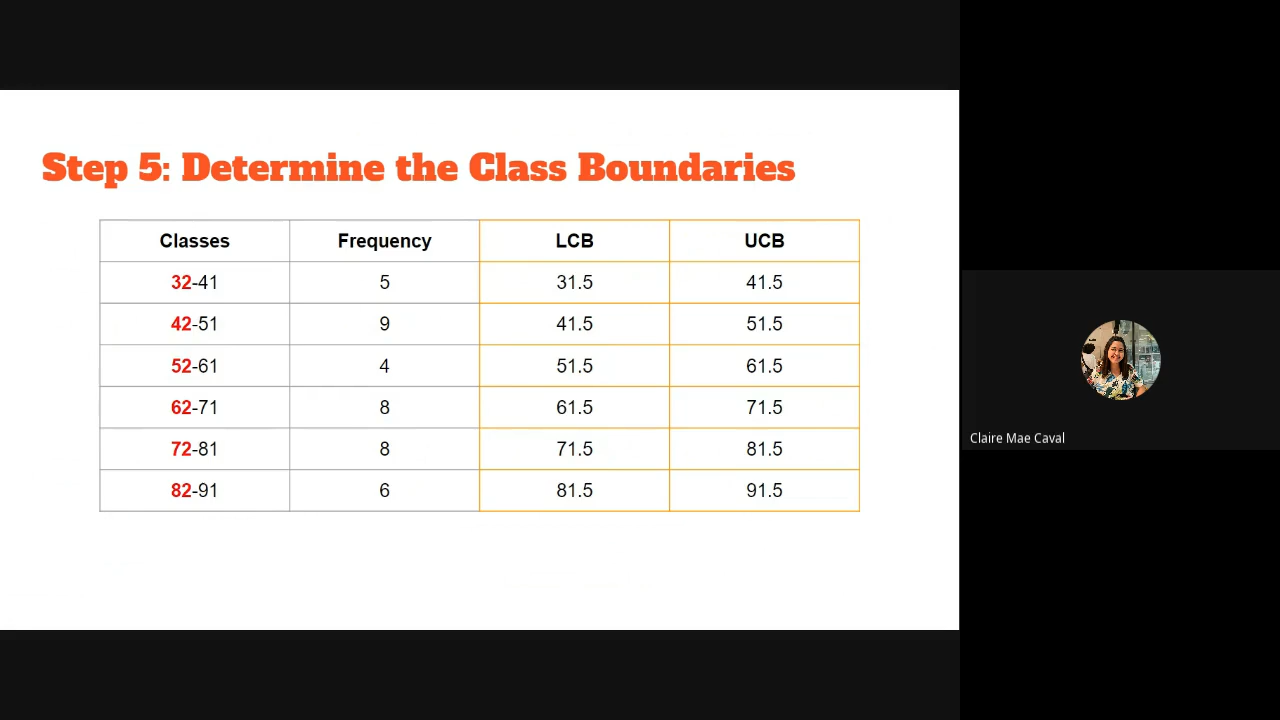 Step 5: Determine the Class Boundaries
Classes Frequency LCB UCB
32-41 5 31.5 41.5
42-51 9 41.5 51.5
52-61 4 51.5 61.5
62-71 8 61.5 71.5
72-81 8 71.5 81.5
82-91 6 81.5 91.5
Claire Mae Caval